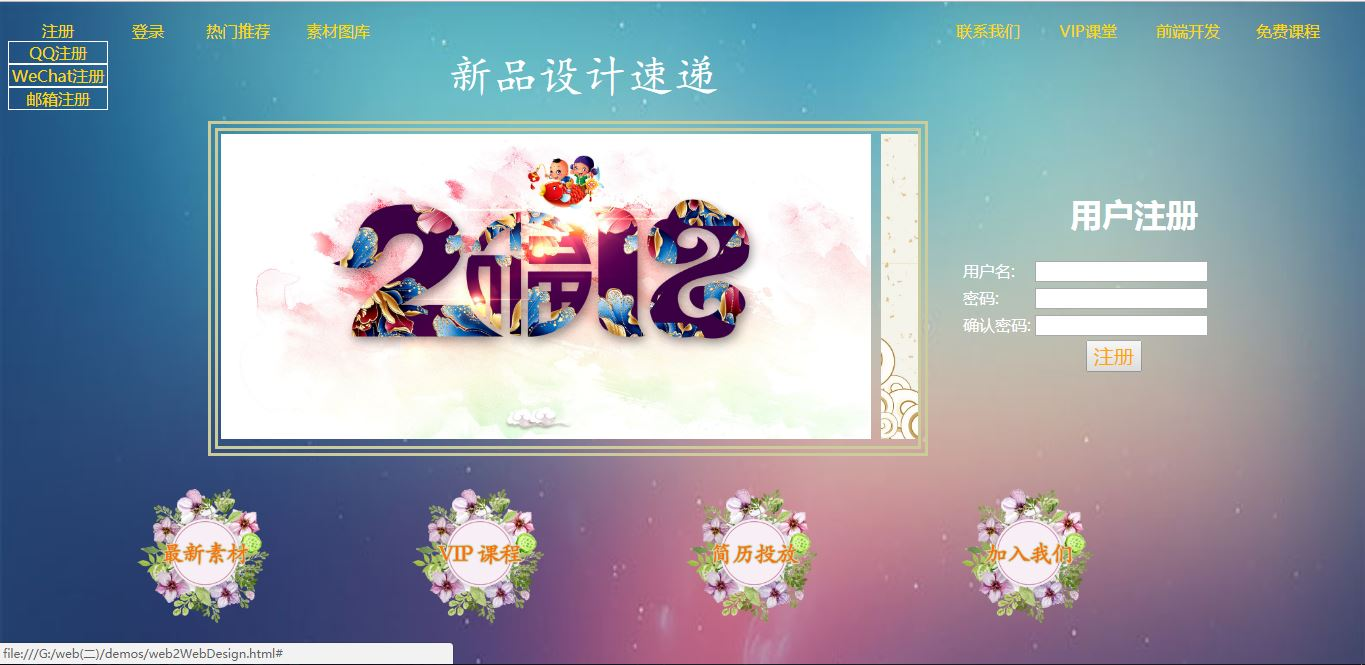 注册 登录 热门推荐 素材图库 联系我们 VIP课堂 前端开发 免费课程
QQ注册
WeChat注册
邮箱注册
新品设计速递
2018
福
用户注册
用户名:
密码:
确认密码:
注册
最新素材 VIP 课程 简历投放 加入我们
file:///G:/web(二)/demos/web2WebDesign.html#